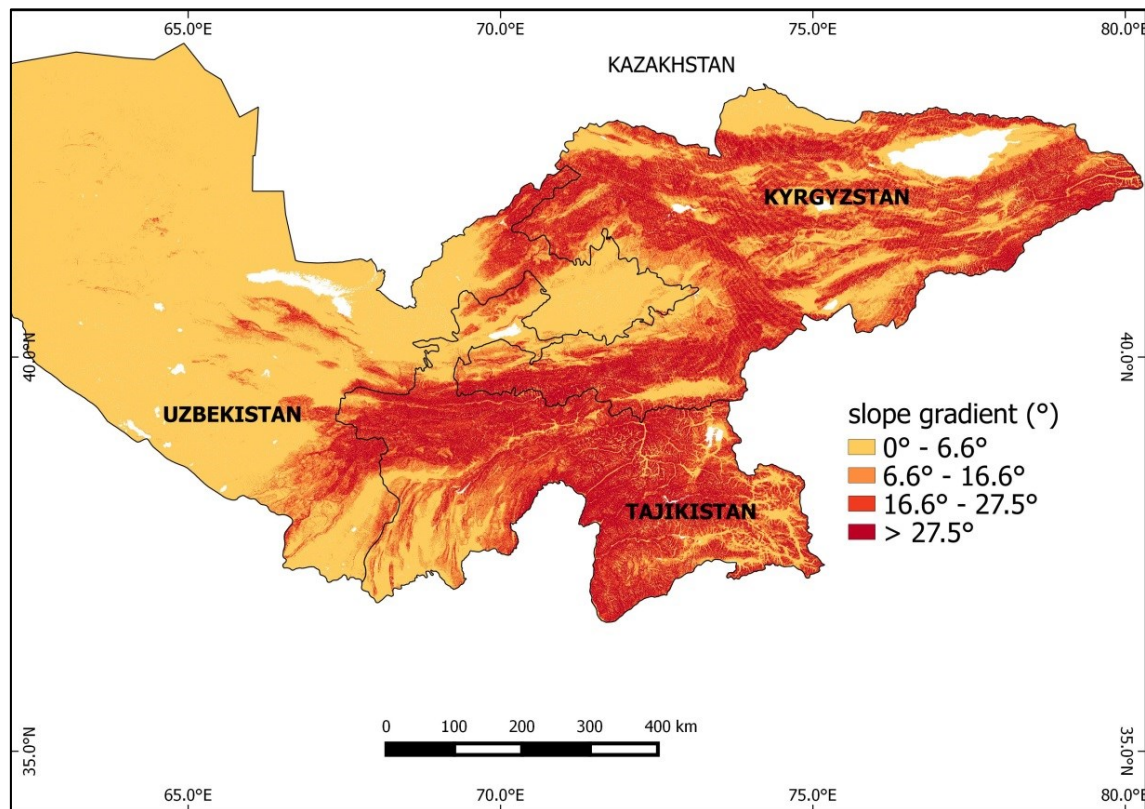 65.0°E 70.0°E 75.0°E 80.0°E
KAZAKHSTAN
KYRGYZSTAN
40.0°N 40.0°N
UZBEKISTAN
TAJIKISTAN
slope gradient (°)
0° - 6.6°
6.6° - 16.6°
16.6° - 27.5°
> 27.5°
0 100 200 300 400 km
35.0°N 35.0°N
65.0°E 70.0°E 75.0°E 80.0°E